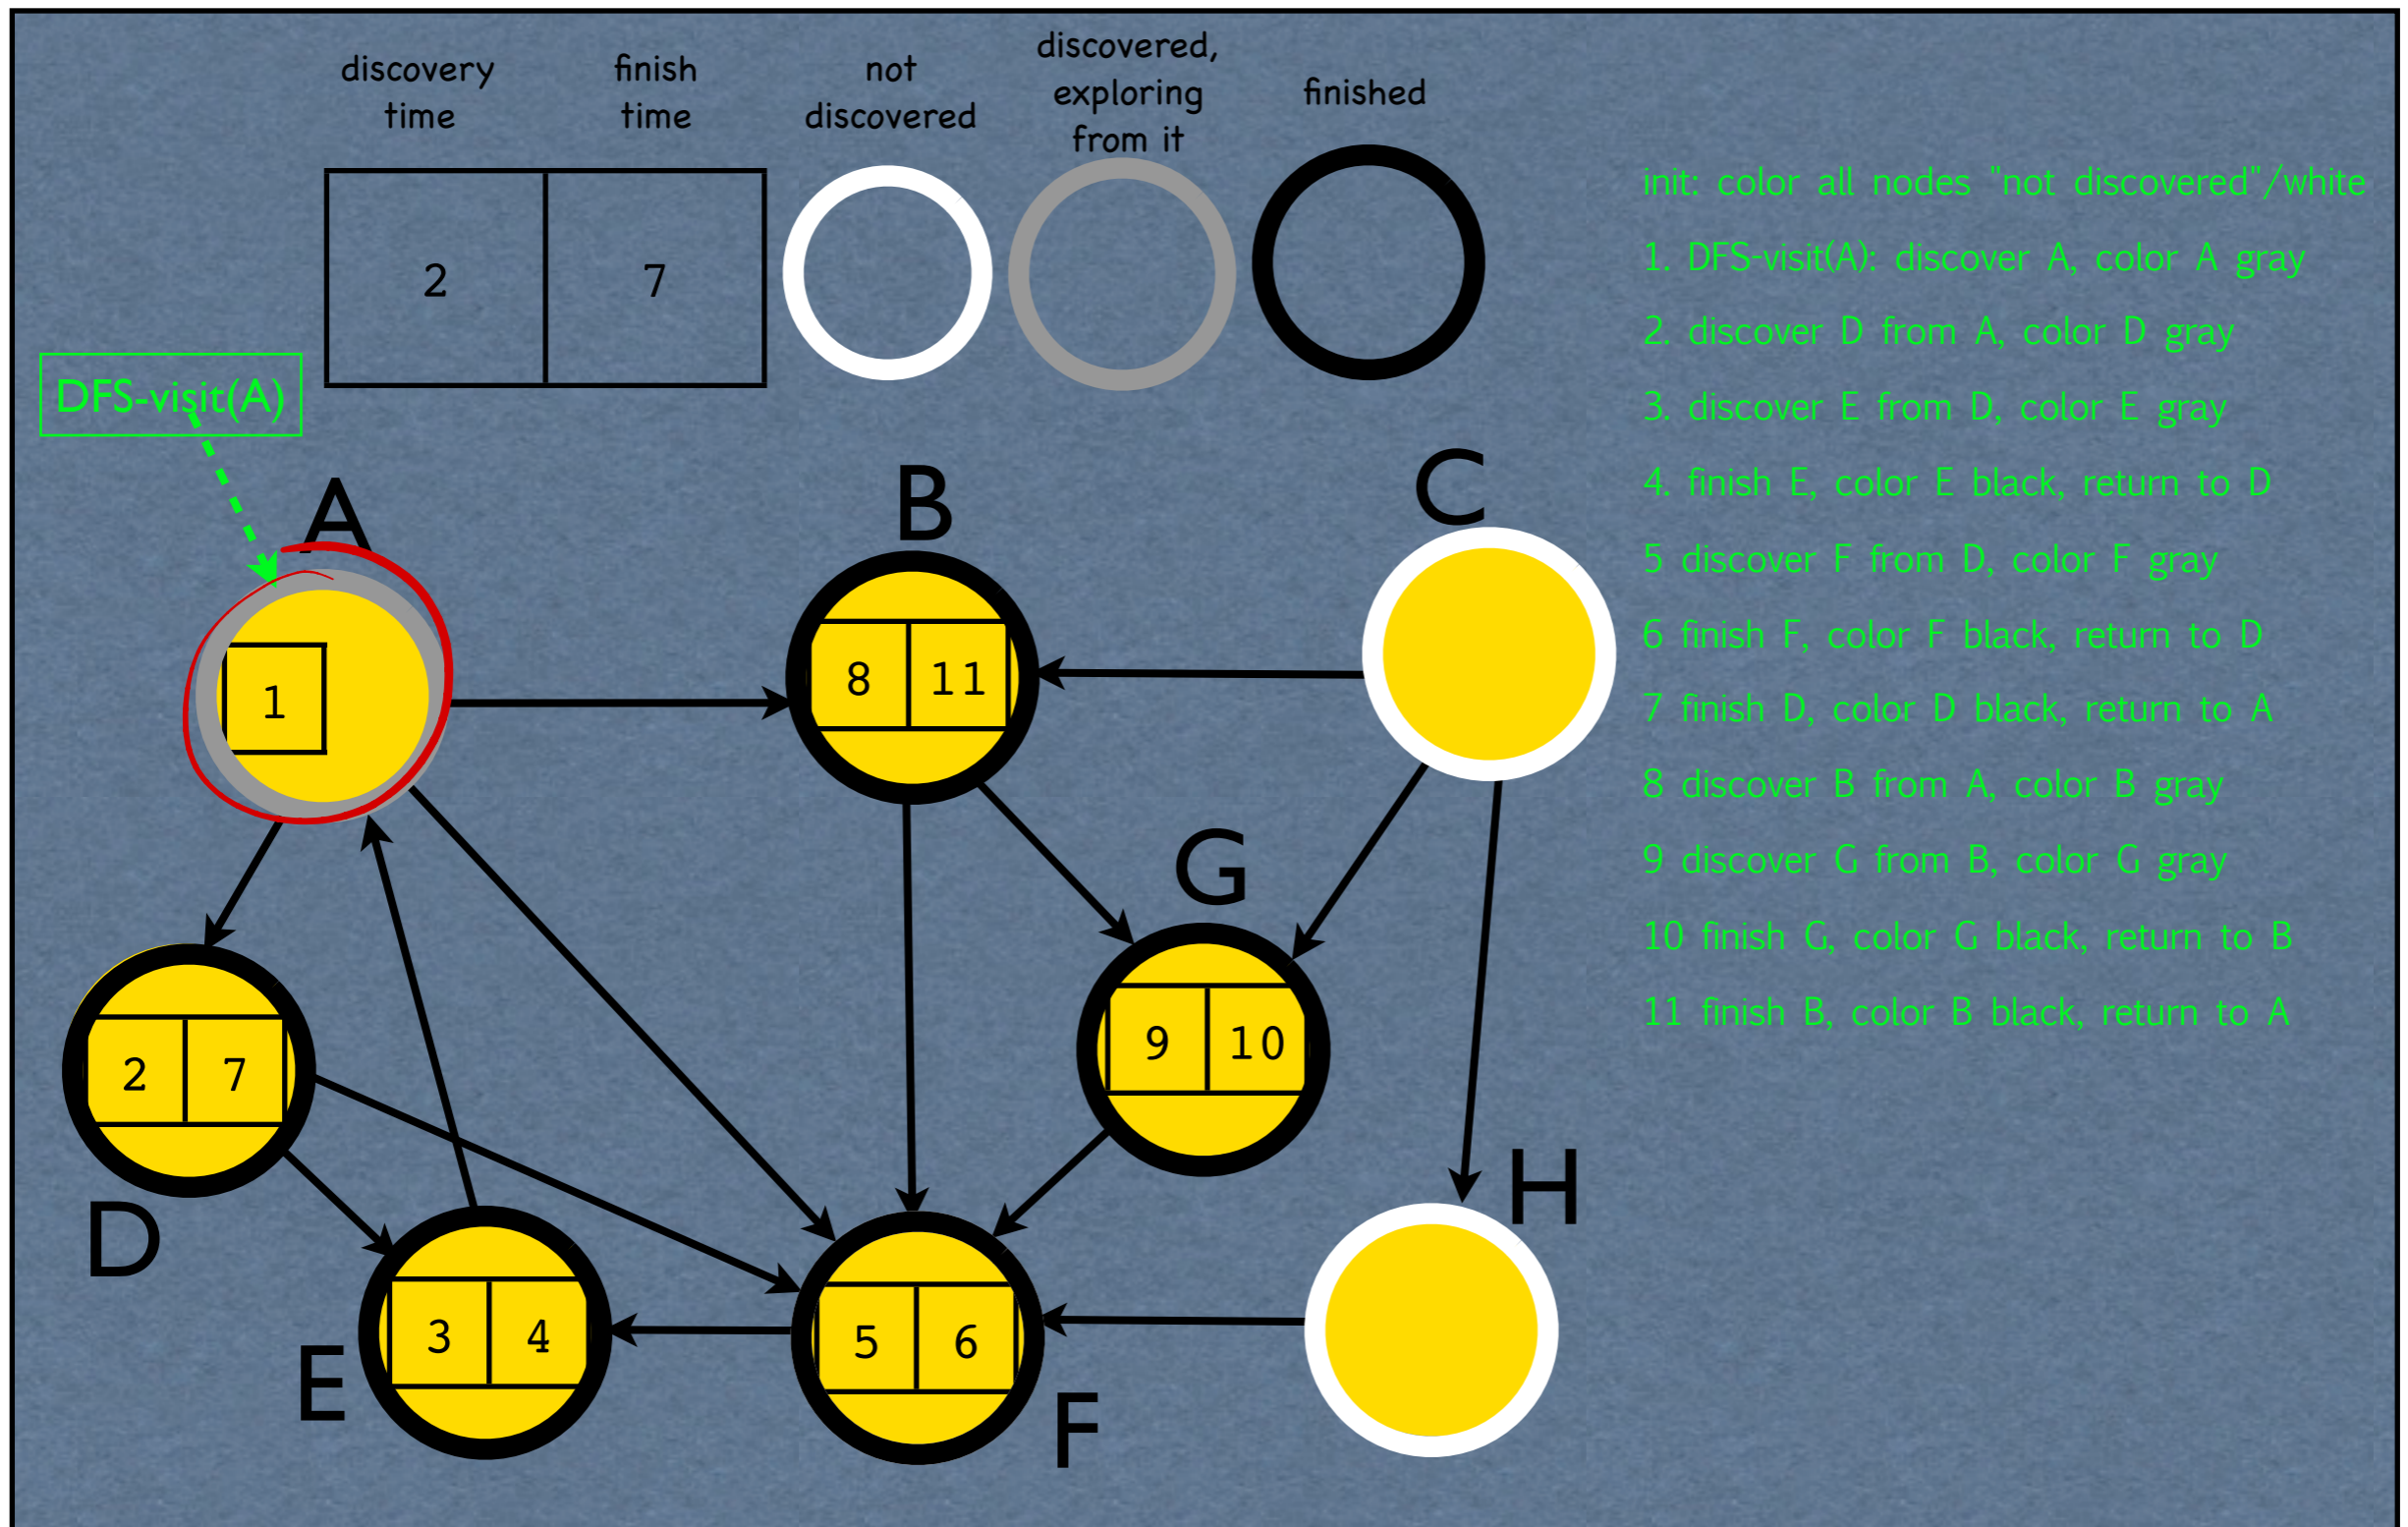 discovery
time
finish
time
not
discovered
discovered,
exploring
from it
finished
2 7
DFS-visit(A)
init: color all nodes "not discovered"/white
1. DFS-visit(A): discover A, color A gray
2. discover D from A, color D gray
3. discover E from D, color E gray
4. finish E, color E black, return to D
5 discover F from D, color F gray
6 finish F, color F black, return to D
7 finish D, color D black, return to A
8 discover B from A, color B gray
9 discover G from B, color G gray
10 finish G, color G black, return to B
11 finish B, color B black, return to A
A
B
C
1
8 11
G
9 10
2 7
D
H
E
3 4
5 6
F